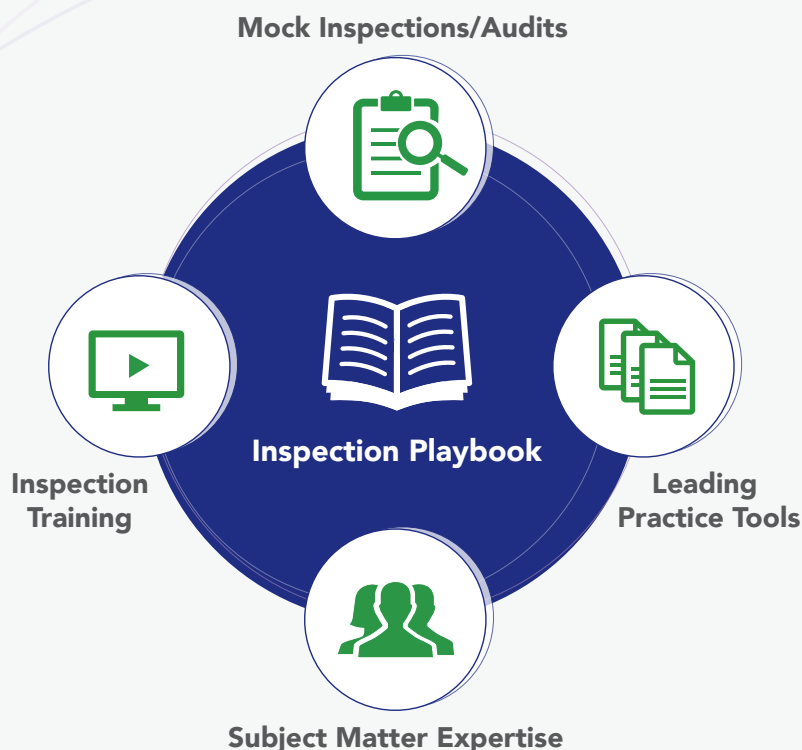 Mock Inspections/Audits
Inspection Playbook
Inspection
Training
Leading
Practice Tools
Subject Matter Expertise